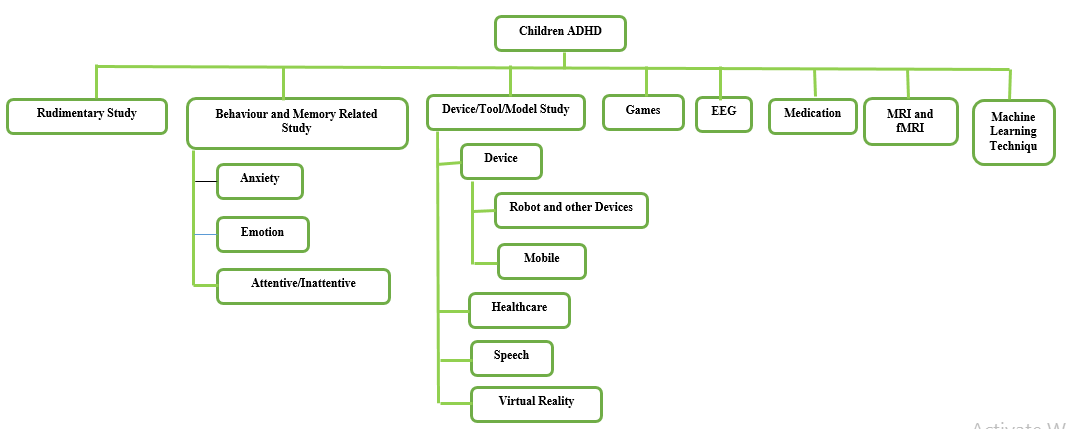 Children ADHD
Rudimentary Study
Behaviour and Memory Related
Study
Device/Tool/Model Study
Games
EEG
Medication
MRI and
fMRI
Machine
Learning
Techniqu
Anxiety
Emotion
Attentive/Inattentive
Device
Robot and other Devices
Mobile
Healthcare
Speech
Virtual Reality
Activate W